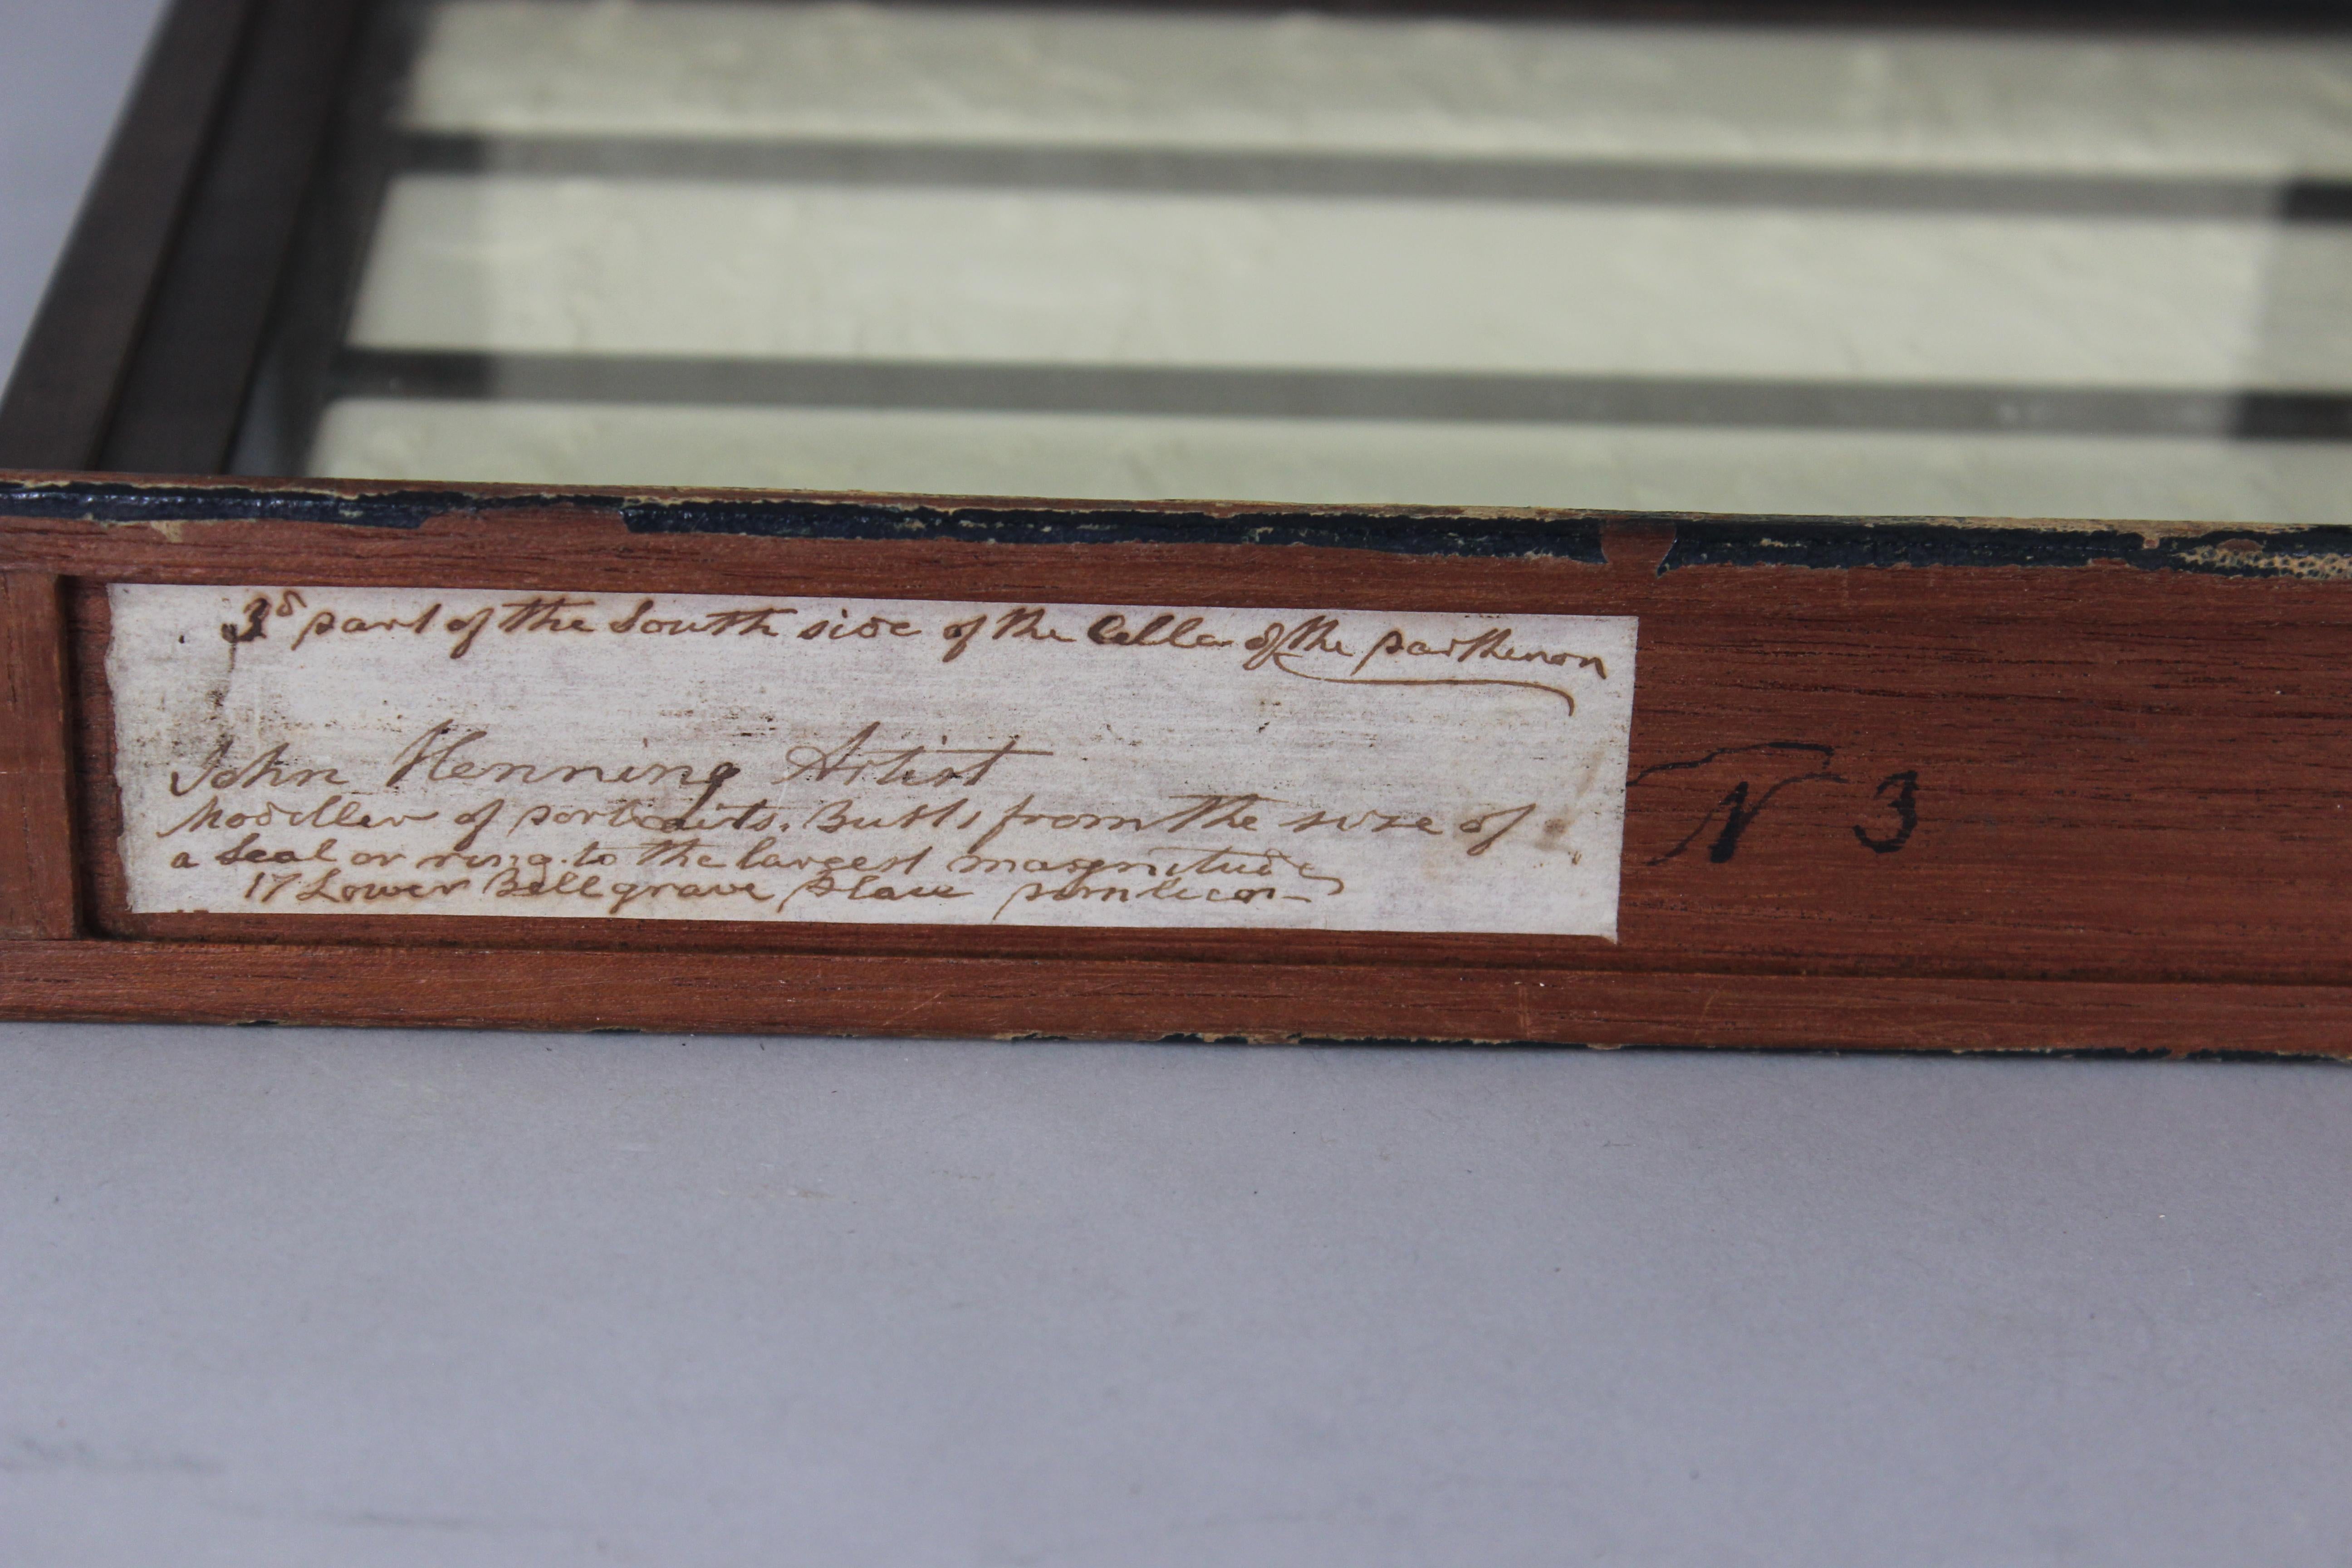 3d part of the South side of the Cella of the parthenon
John Henning Artist
Modeller of portraits, Busts, from the size of
a Seal or ring to the largest magnitude
17 Lower Bellgrave place pimlico
N 3